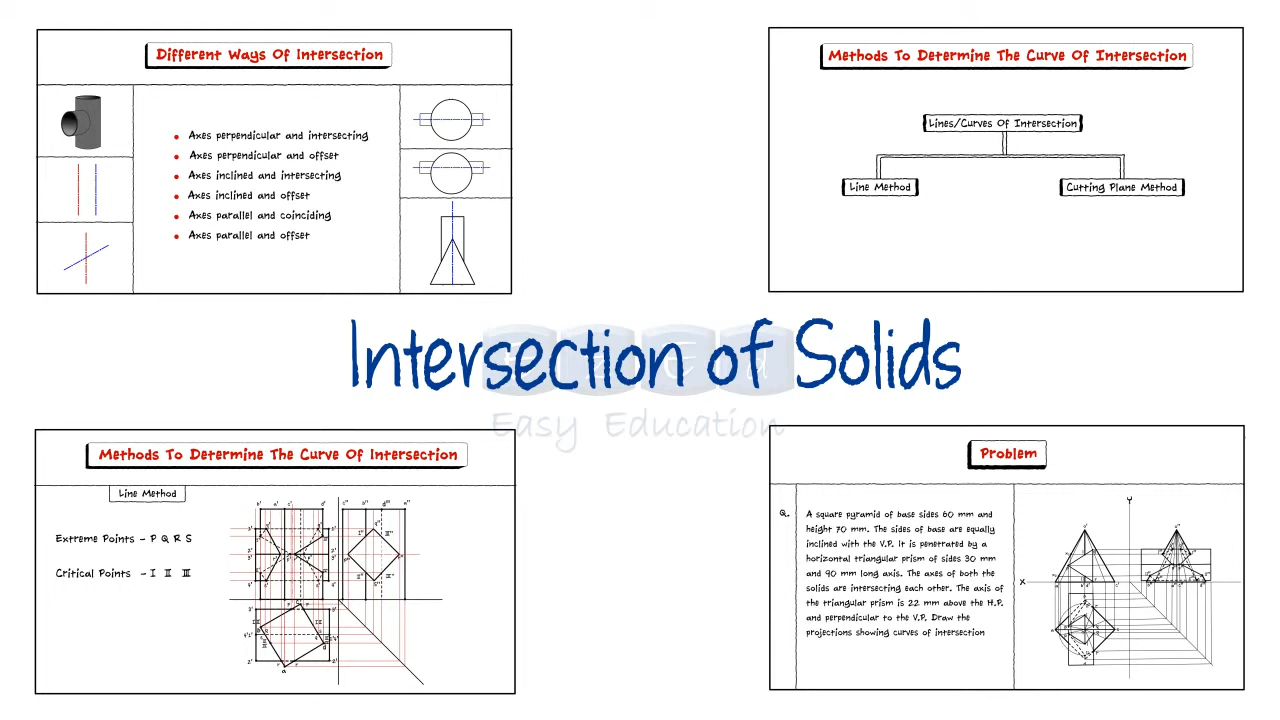 Different Ways Of Intersection
Axes perpendicular and intersecting
Axes perpendicular and offset
Axes inclined and intersecting
Axes inclined and offset
Axes parallel and coinciding
Axes parallel and offset
Methods To Determine The Curve Of Intersection
Lines/Curves Of Intersection
Line Method
Cutting Plane Method
Intersection of Solids
Easy Education
Methods To Determine The Curve Of Intersection
Line Method
Extreme Points - P Q R S
Critical Points - I II III
Problem
Q. A square pyramid of base sides 60 mm and
height 70 mm. The sides of base are equally
inclined with the V.P. It is penetrated by a
horizontal triangular prism of sides 30 mm
and 90 mm long axis. The axes of both the
solids are intersecting each other. The axis of
the triangular prism is 22 mm above the H.P.
and perpendicular to the V.P. Draw the
projections showing curves of intersection
X
Y